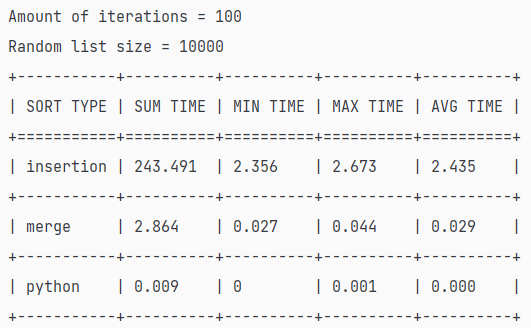 Amount of iterations = 100
Random list size = 10000
+-----------+----------+----------+----------+----------+
| SORT TYPE | SUM TIME | MIN TIME | MAX TIME | AVG TIME |
+===========+==========+==========+==========+==========+
| insertion | 243.491  | 2.356    | 2.673    | 2.435    |
+-----------+----------+----------+----------+----------+
| merge     | 2.864    | 0.027    | 0.044    | 0.029    |
+-----------+----------+----------+----------+----------+
| python    | 0.009    | 0        | 0.001    | 0.000    |
+-----------+----------+----------+----------+----------+